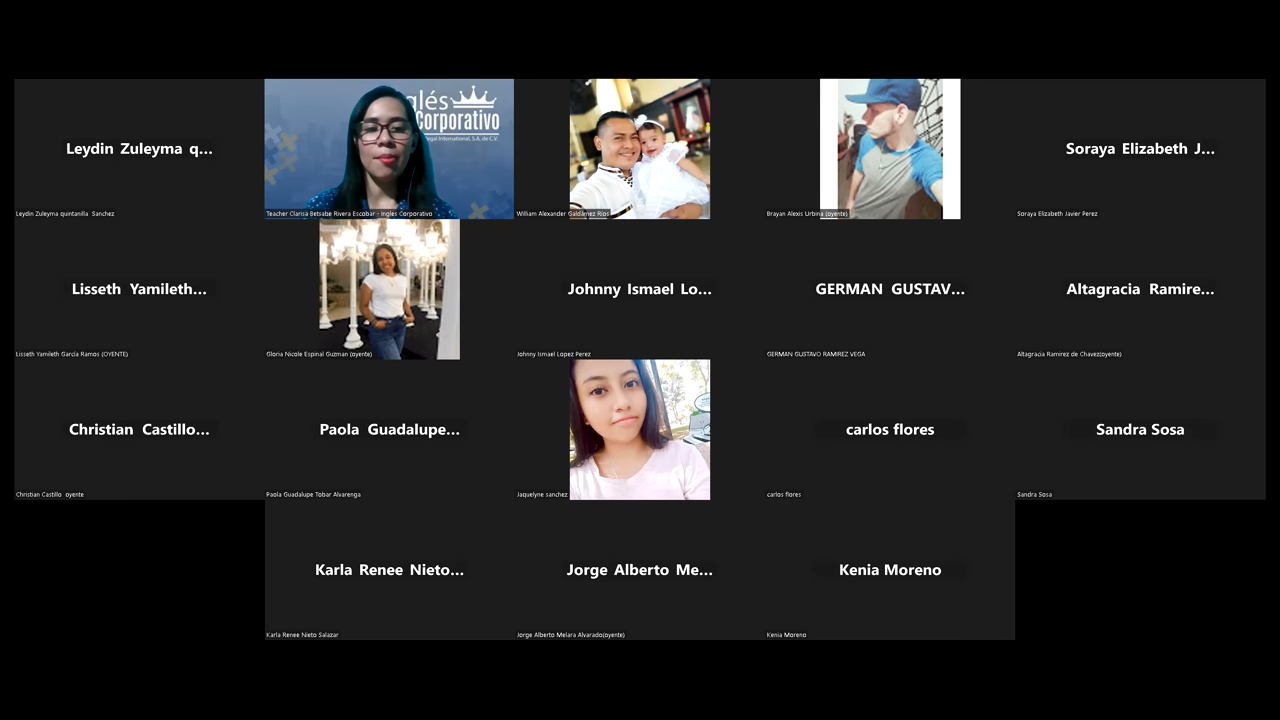 Leydin Zuleyma q...
Leydin Zuleyma quintanilla Sanchez
glés
Corporativo
egal International, S.A. de C.V.
Teacher Clarisa Betsabe Rivera Escobar - Ingles Corporativo
William Alexander Galdámez Rios
Brayan Alexis Urbina (oyente)
Soraya Elizabeth J...
Soraya Elizabeth Javier Perez
Lisseth Yamileth...
Lisseth Yamileth Garcia Ramos (OYENTE)
Gloria Nicole Espinal Guzman (oyente)
Johnny Ismael Lo...
Johnny Ismael Lopez Perez
GERMAN GUSTAV...
GERMAN GUSTAVO RAMIREZ VEGA
Altagracia Ramire...
Altagracia Ramirez de Chavez(oyente)
Christian Castillo...
Christian Castillo oyente
Paola Guadalupe...
Paola Guadalupe Tobar Alvarenga
Jaquelyne sanchez
carlos flores
carlos flores
Sandra Sosa
Sandra Sosa
Karla Renee Nieto...
Karla Renee Nieto Salazar
Jorge Alberto Me...
Jorge Alberto Melara Alvarado(oyente)
Kenia Moreno
Kenia Moreno